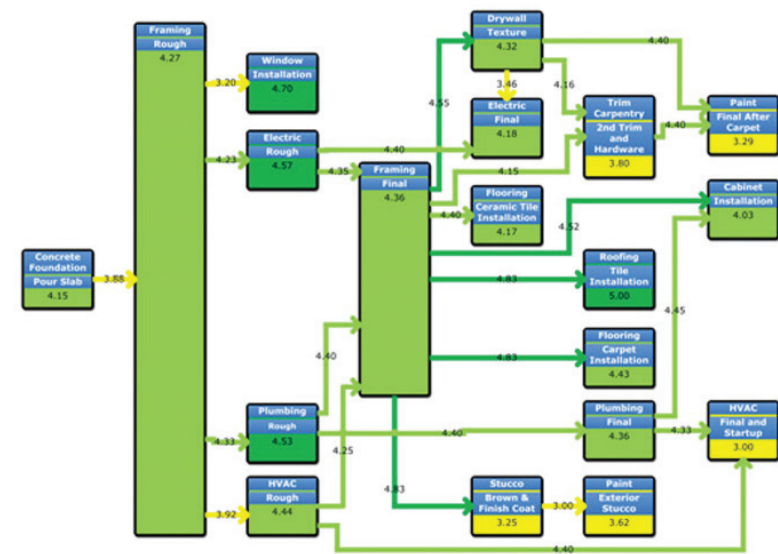 Framing
Rough
4.27
Window
Installation
4.70
3.20
Electric
Rough
4.57
4.23
Concrete
Foundation
Pour Slab
4.15
3.88
Plumbing
Rough
4.53
4.33
HVAC
Rough
4.44
3.92
4.40
4.35
Framing
Final
4.36
4.40
4.25
4.40
4.40
Drywall
Texture
4.32
4.55
3.46
Electric
Final
4.18
4.16
4.40
Trim
Carpentry
2nd Trim
and
Hardware
3.80
4.15
4.40
Paint
Final After
Carpet
3.29
Flooring
Ceramic Tile
Installation
4.17
4.40
Cabinet
Installation
4.03
4.52
Roofing
Tile
Installation
5.00
4.83
4.45
Flooring
Carpet
Installation
4.43
4.83
Plumbing
Final
4.36
4.33
HVAC
Final and
Startup
3.00
4.83
Stucco
Brown &
Finish Coat
3.25
3.00
Paint
Exterior
Stucco
3.62